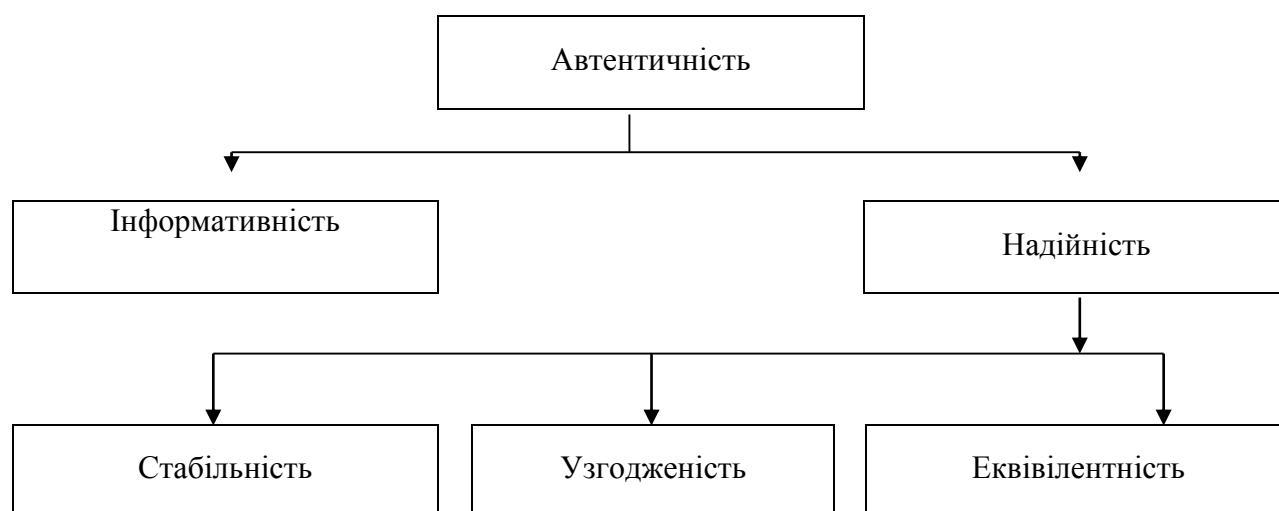 Автентичність
Інформативність
Надійність
Стабільність
Узгодженість
Еквівілентність